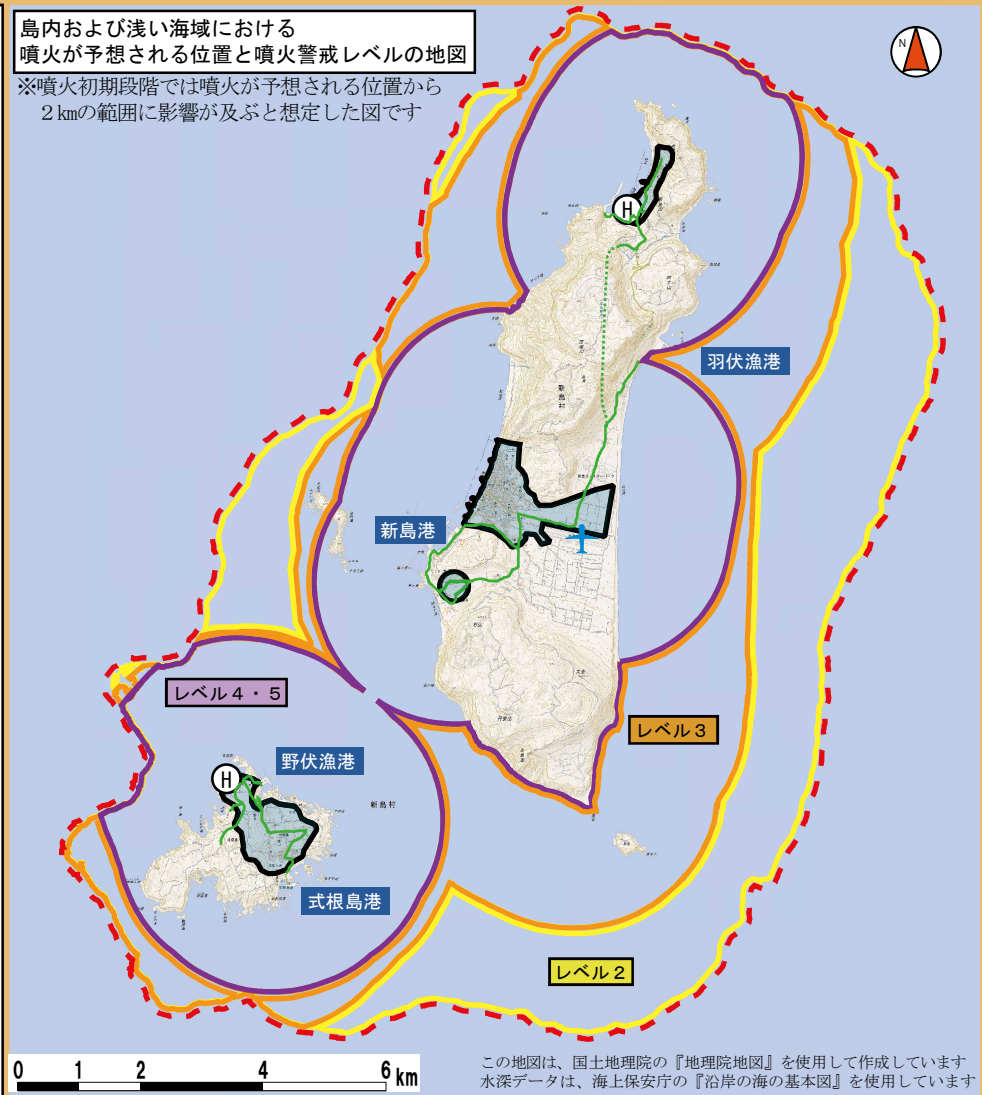 島内および浅い海域における
噴火が予想される位置と噴火警戒レベルの地図
※噴火初期段階では噴火が予想される位置から
2kmの範囲に影響が及ぶと想定した図です
N
H
羽伏漁港
新島村
新島港
レベル4・5
レベル3
野伏漁港
H
新島村
式根島港
レベル2
0 1 2 4 6 km
この地図は、国土地理院の『地理院地図』を使用して作成しています
水深データは、海上保安庁の『沿岸の海の基本図』を使用しています